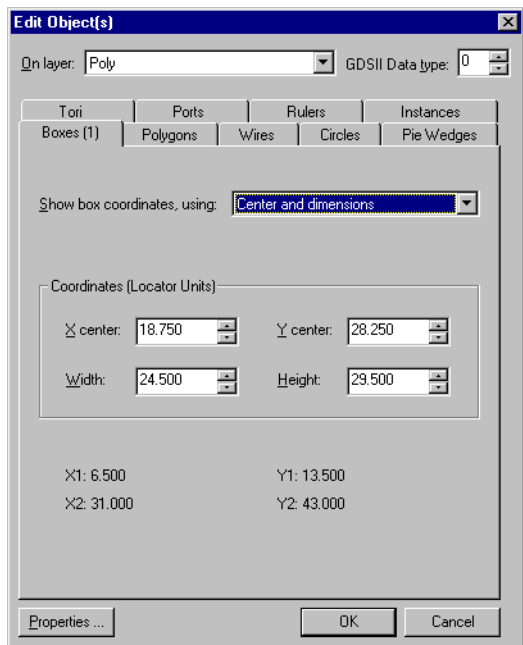 Edit Object(s)
On layer: Poly GDSII Data type: 0
Tori Ports Rulers Instances
Boxes (1) Polygons Wires Circles Pie Wedges
Show box coordinates, using: Center and dimensions
Coordinates (Locator Units)
X center: 18.750 Y center: 28.250
Width: 24.500 Height: 29.500
X1: 6.500 Y1: 13.500
X2: 31.000 Y2: 43.000
Properties ... OK Cancel